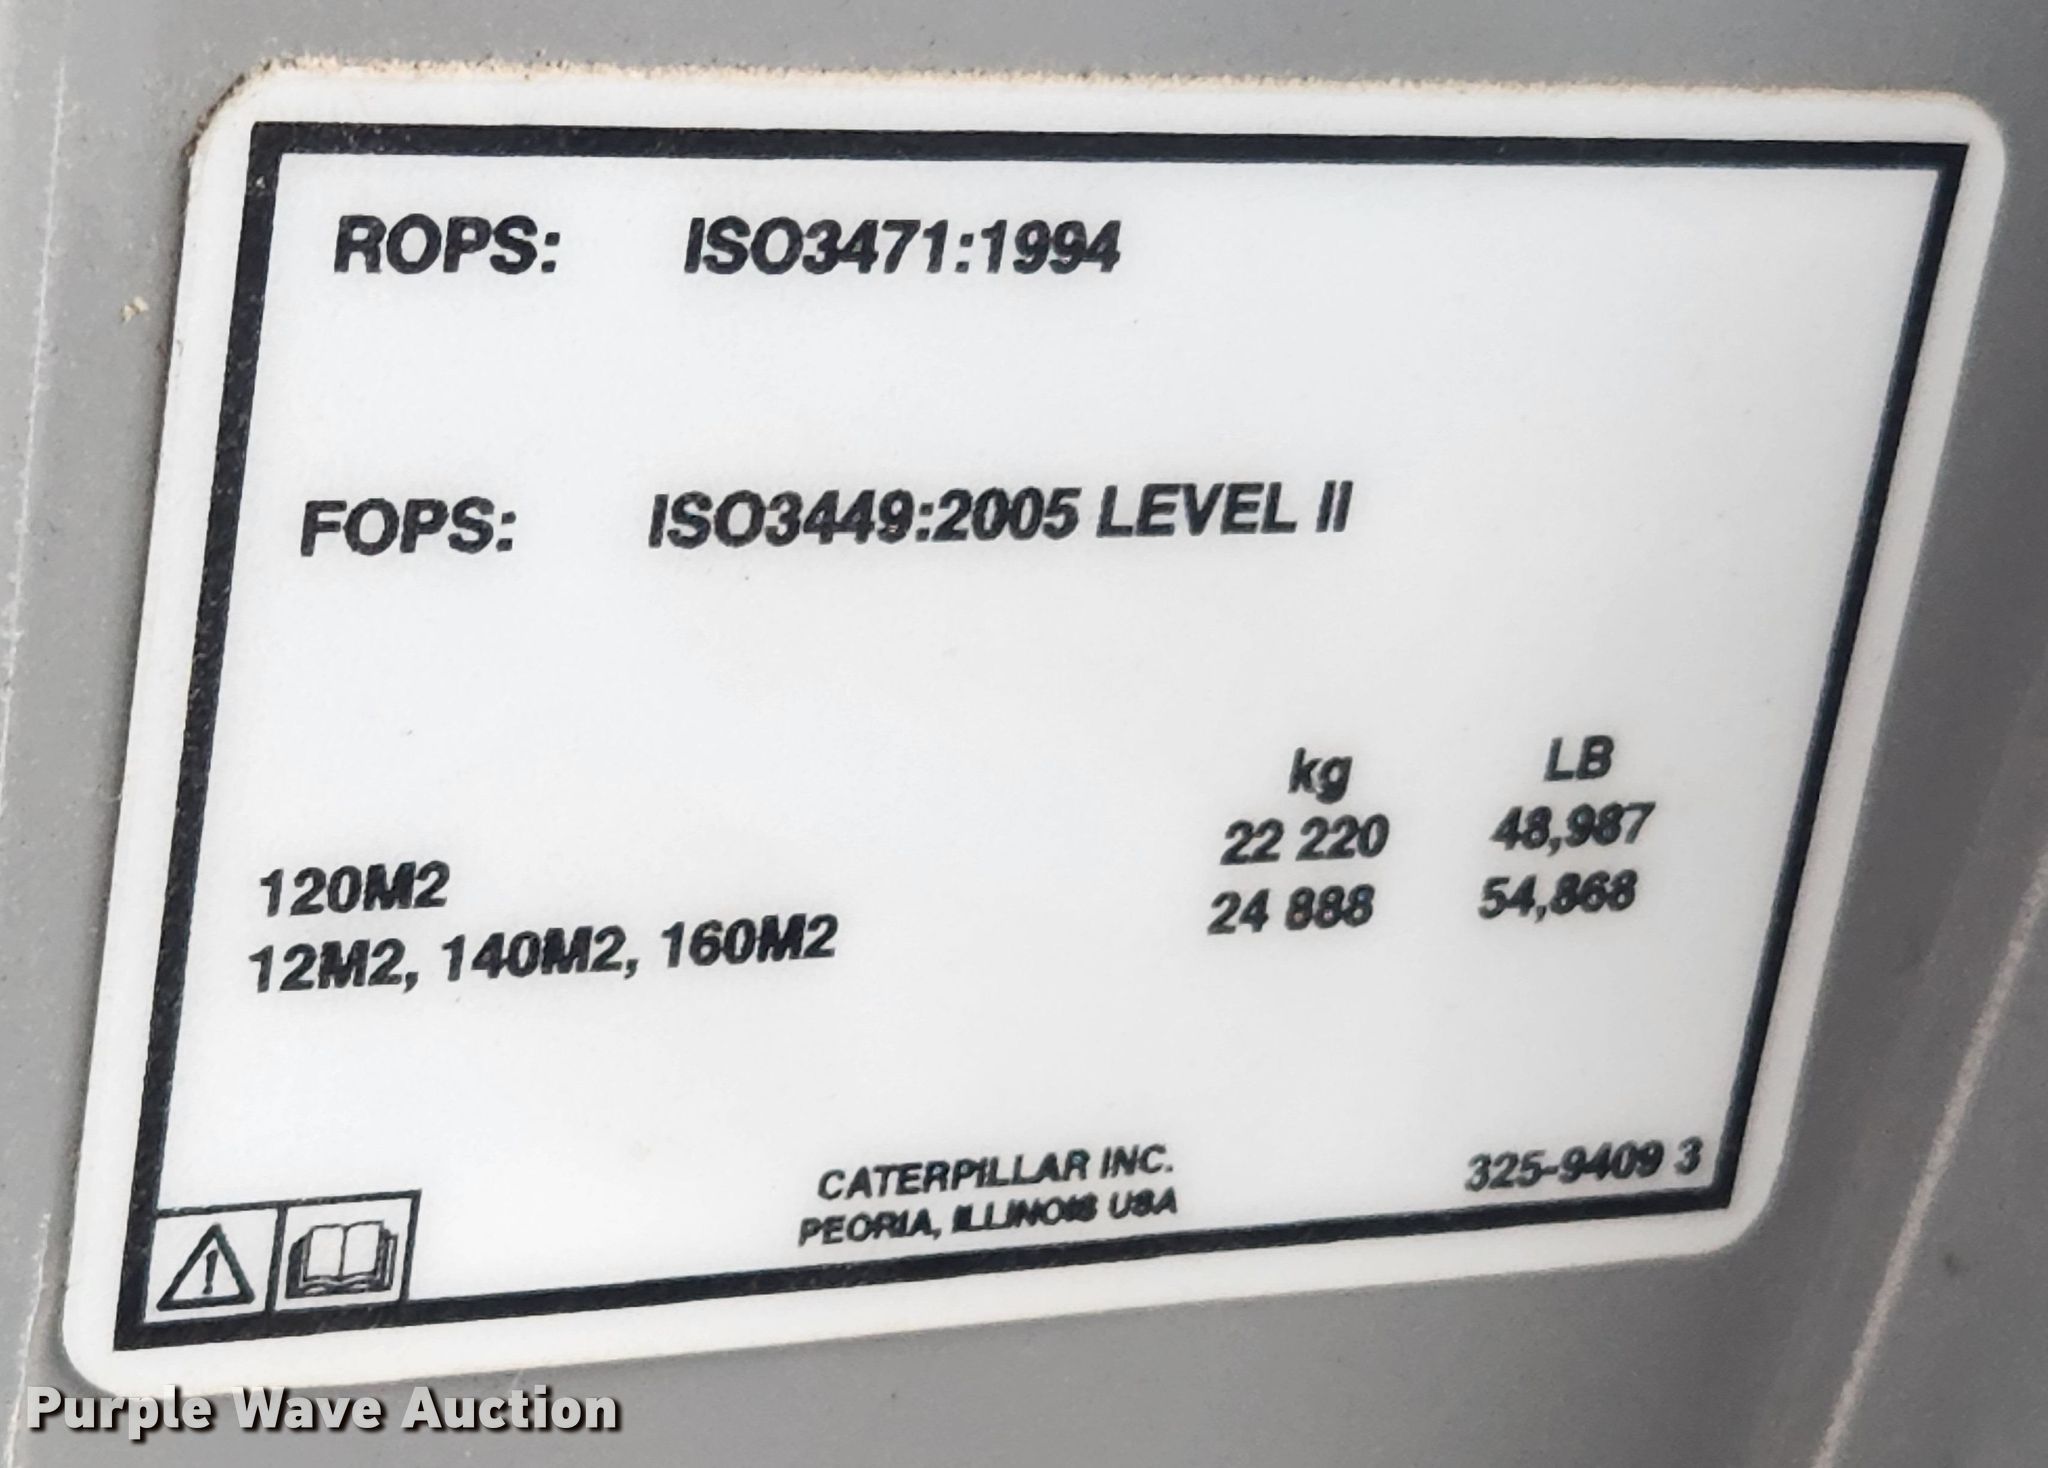 ROPS: ISO3471:1994
FOPS: ISO3449:2005 LEVEL II
kg LB
120M2 22 220 48,987
12M2, 140M2, 160M2 24 888 54,868
CATERPILLAR INC.
PEORIA, ILLINOIS USA
325-9409 3
Purple Wave Auction